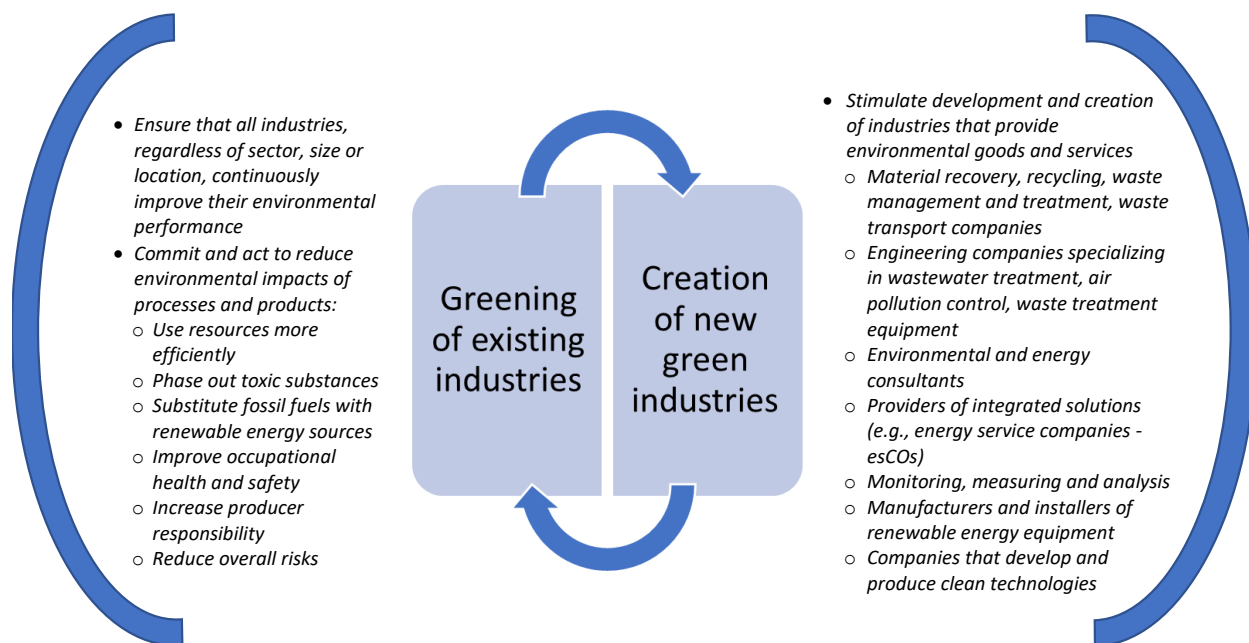 • Ensure that all industries,
regardless of sector, size or
location, continuously
improve their environmental
performance
• Commit and act to reduce
environmental impacts of
processes and products:
o Use resources more
efficiently
o Phase out toxic substances
o Substitute fossil fuels with
renewable energy sources
o Improve occupational
health and safety
o Increase producer
responsibility
o Reduce overall risks
Greening
of existing
industries
Creation
of new
green
industries
• Stimulate development and creation
of industries that provide
environmental goods and services
o Material recovery, recycling, waste
management and treatment, waste
transport companies
o Engineering companies specializing
in wastewater treatment, air
pollution control, waste treatment
equipment
o Environmental and energy
consultants
o Providers of integrated solutions
(e.g., energy service companies -
esCOs)
o Monitoring, measuring and analysis
o Manufacturers and installers of
renewable energy equipment
o Companies that develop and
produce clean technologies